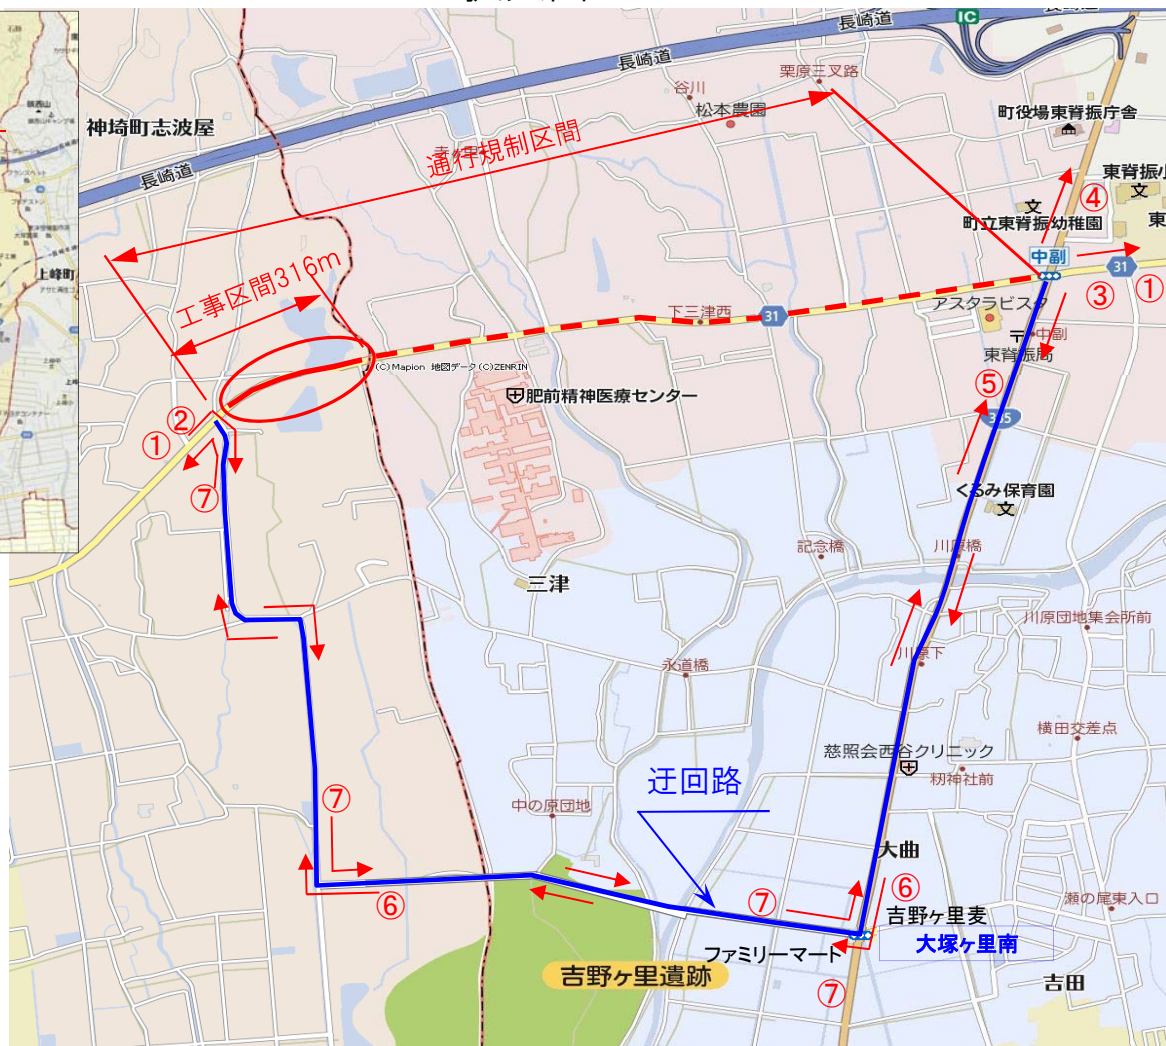 長崎道
IC
長崎道
栗原三叉路
谷川
松本農園
神埼町志波屋
町役場東脊振庁舎
通行規制区間
長崎道
東脊振小
④
町立東脊振幼稚園
東
中副
31
上峰町
工事区間316m
③
①
アスタラビスタ
下三津西
31
中副
東脊振局
(C)Mapion 地図データ(C)ZENRIN
肥前精神医療センター
⑤
385
②
①
⑦
くるみ保育園
記念橋
川原橋
三津
川原団地集会所前
川原下
永道橋
横田交差点
慈照会西谷クリニック
籾神社前
迂回路
⑦
中の原団地
大曲
⑥
⑦
⑥
瀬の尾東入口
吉野ヶ里麦
大塚ヶ里南
ファミリーマート
吉野ヶ里遺跡
⑦
吉田